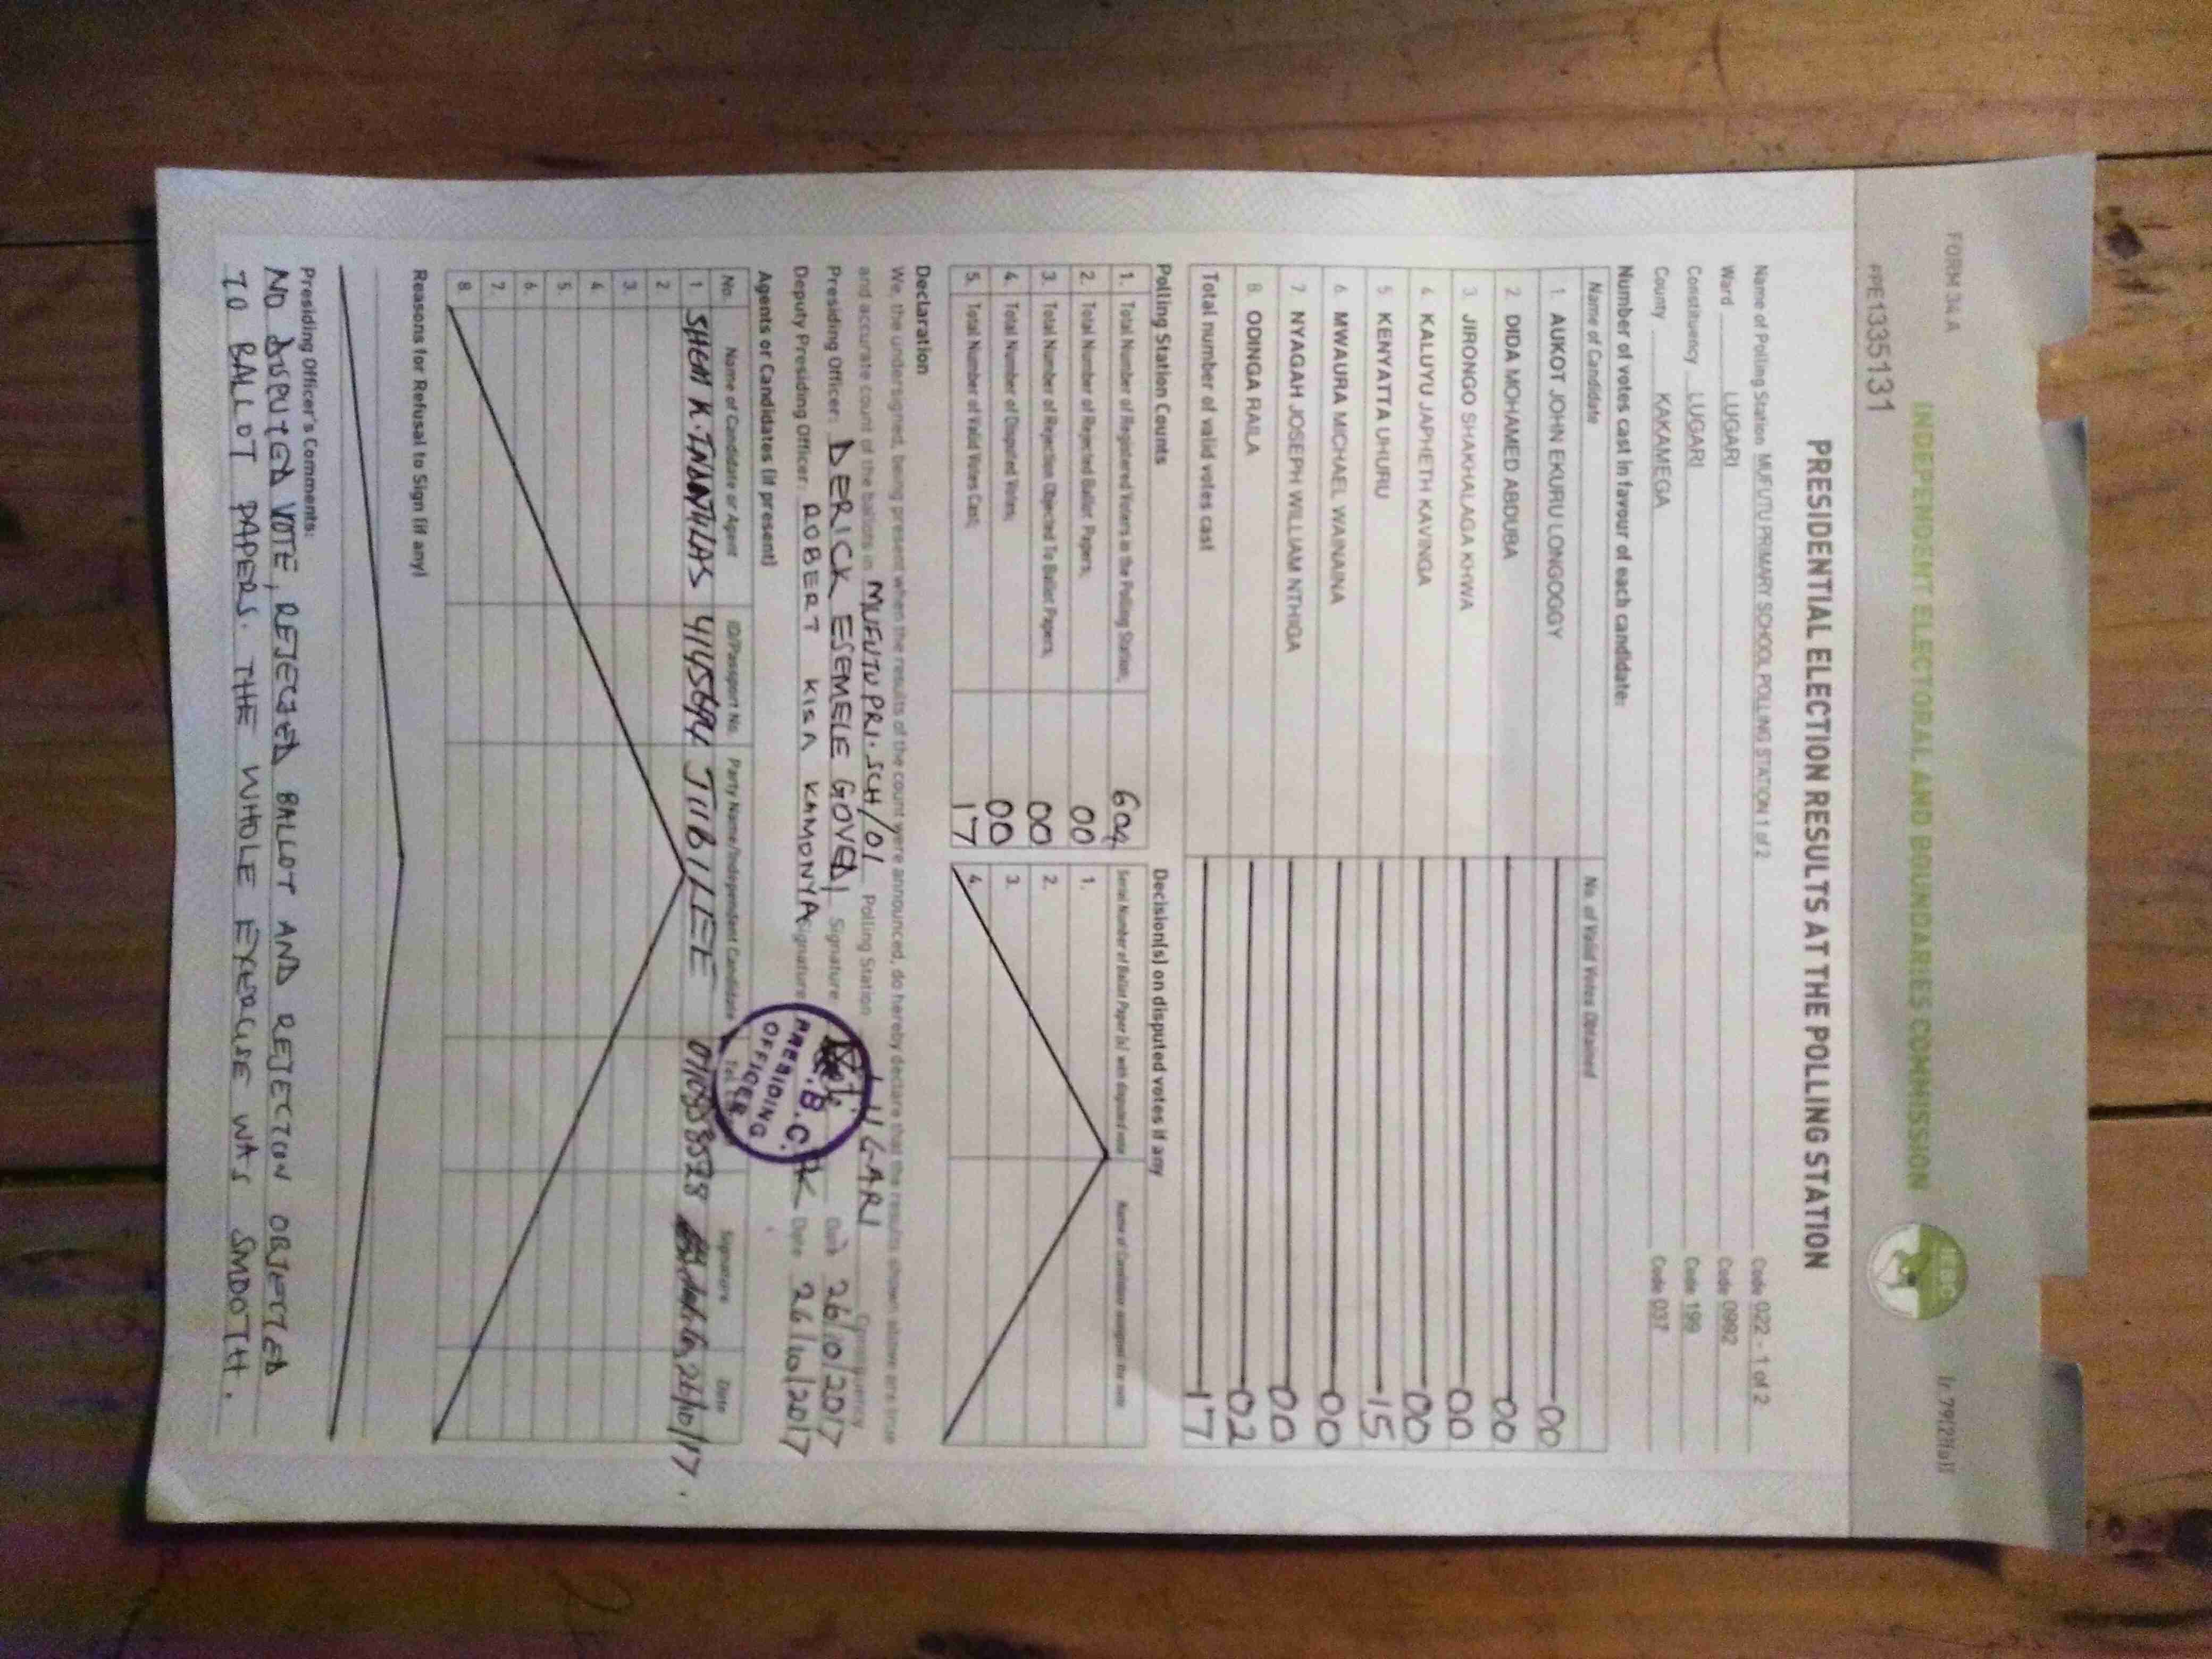 FORM 34 A
INDEPENDENT ELECTORAL AND BOUNDARIES COMMISSION
IEBC
PPE1335131
PRESIDENTIAL ELECTION RESULTS AT THE POLLING STATION
Name of Polling Station MUFUTU PRIMARY SCHOOL POLLING STATION 1 of 2 Code 022 - 1 of 2
Ward LUGARI Code 0992
Constituency LUGARI Code 199
County KAKAMEGA Code 037
Number of votes cast in favour of each candidate:
Name of Candidate No. of Valid Votes Obtained
1. AUKOT JOHN EKURU LONGOGGY 00
2. DIDA MOHAMED ABDUBA 00
3. JIRONGO SHAKHALAGA KHWA 00
4. KALUYU JAPHETH KAVINGA 00
5. KENYATTA UHURU 15
6. MWAURA MICHAEL WAINAINA 00
7. NYAGAH JOSEPH WILLIAM NTHIGA 00
8. ODINGA RAILA 02
Total number of valid votes cast 17
Polling Station Counts Decision(s) on disputed votes if any
1. Total Number of Registered Voters in the Polling Station; 604 Serial Number of Ballot Paper (s) with disputed vote Name of Candidate assigned the vote
2. Total Number of Rejected Ballot Papers; 00 1.
3. Total Number of Rejection Objected To Ballot Papers; 00 2.
4. Total Number of Disputed Votes; 00 3.
5. Total Number of Valid Votes Cast; 17 4.
Declaration
We, the undersigned, being present when the results of the count were announced, do hereby declare that the results shown above are true
and accurate count of the ballots in MUFUTU PRI. SCH/01 Polling Station LUGARI Constituency
Presiding Officer: DERICK ESEMELE GOVEDI Signature Date 26/10/2017
Deputy Presiding Officer: ROBERT KISA KAMONYA Signature Date 26/10/2017
I.E.B.C.
PRESIDING
OFFICER
Agents or Candidates (if present)
No. Name of Candidate or Agent ID/Passport No. Party Name/Independent Candidate Tel. Signature Date
1 SHEM K. JUBILEE 26/10/17.
2
3.
4
5.
6.
7.
8.
Reasons for Refusal to Sign (if any)
Presiding Officer's Comments:
NO DISPUTED VOTE, REJECTED BALLOT AND REJECTION OBJECTED
TO BALLOT PAPERS. THE WHOLE EXERCISE WAS SMOOTH.